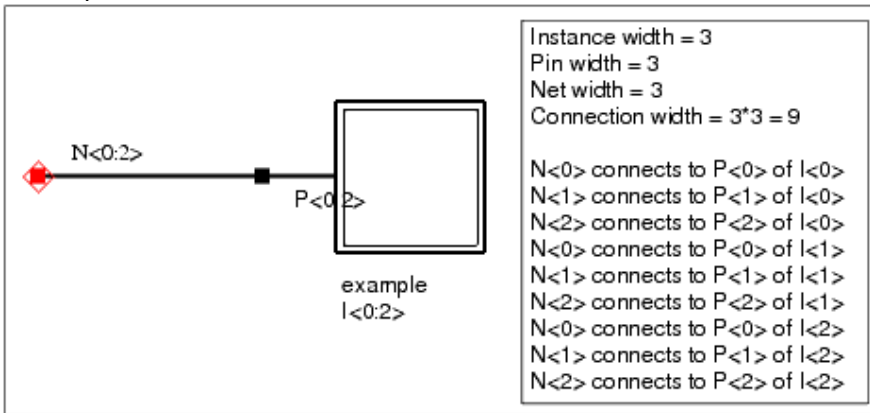 N<0:2>
P<0:2>
example
I<0:2>
Instance width = 3
Pin width = 3
Net width = 3
Connection width = 3*3 = 9
N<0> connects to P<0> of I<0>
N<1> connects to P<1> of I<0>
N<2> connects to P<2> of I<0>
N<0> connects to P<0> of I<1>
N<1> connects to P<1> of I<1>
N<2> connects to P<2> of I<1>
N<0> connects to P<0> of I<2>
N<1> connects to P<1> of I<2>
N<2> connects to P<2> of I<2>